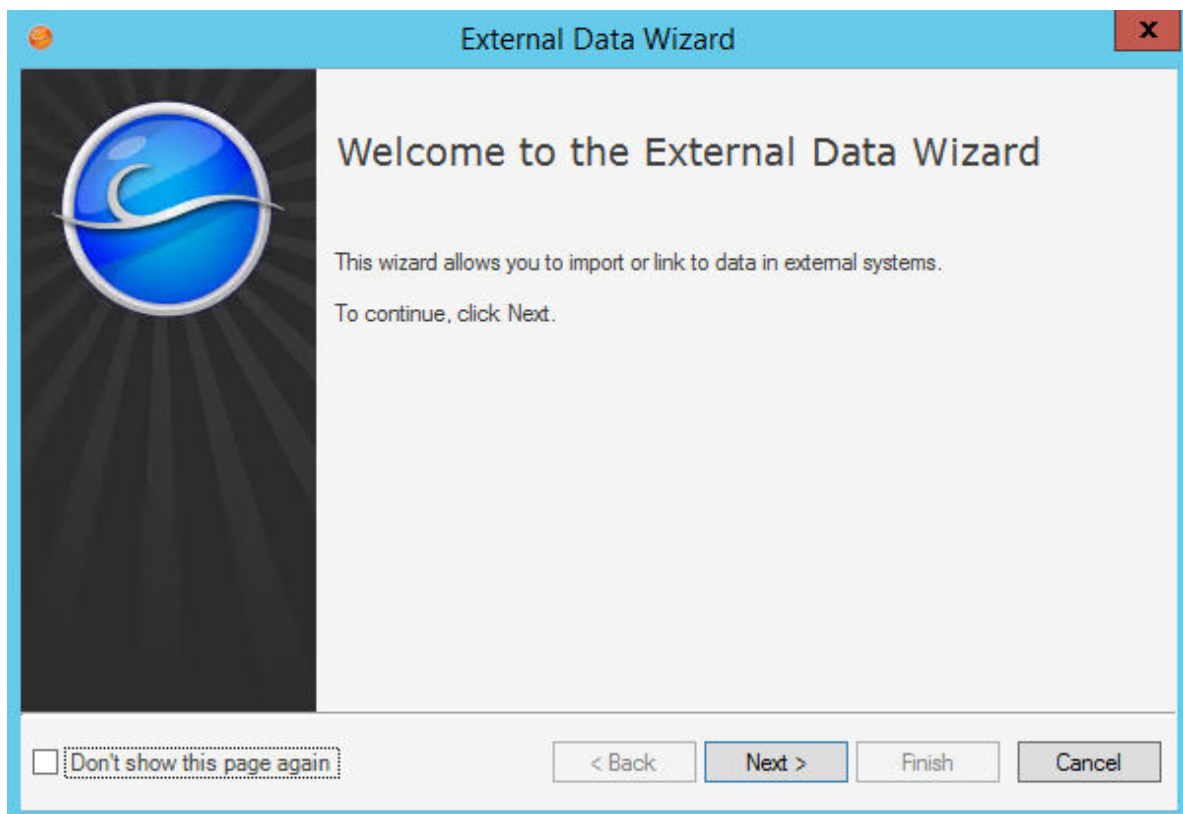 External Data Wizard
x
Welcome to the External Data Wizard
This wizard allows you to import or link to data in external systems.
To continue, click Next.
Don't show this page again
< Back Next > Finish Cancel